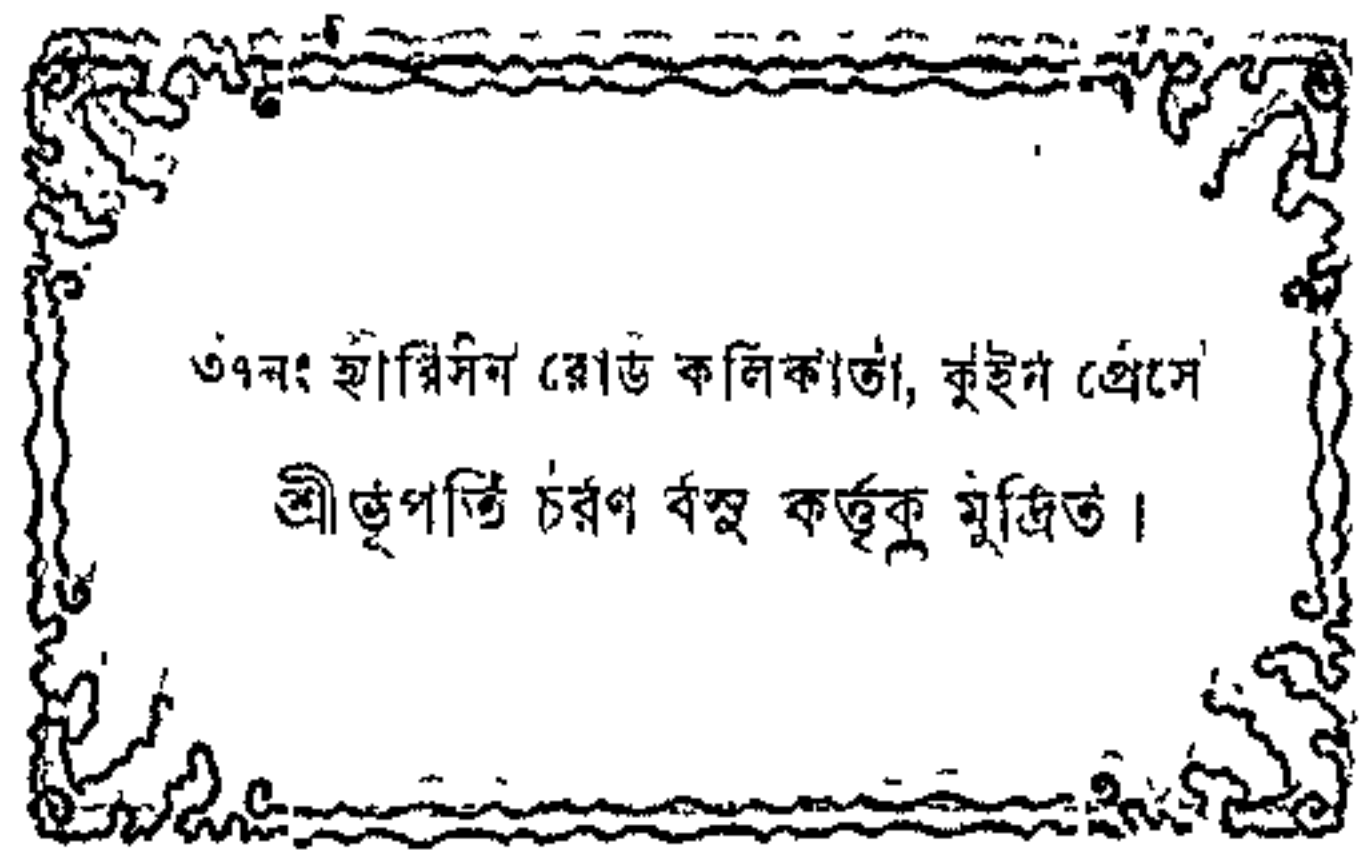 ৩৭নং হারিসন রোড কলিকাতা, কুইন প্রেসে
শ্রীভূপতি চরণ বসু কর্ত্তৃক মুদ্রিত ।